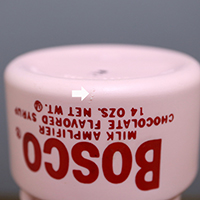 BOSCO®
MILK AMPLIFIER
CHOCOLATE FLAVORED SYRUP
14 OZS. NET WT.